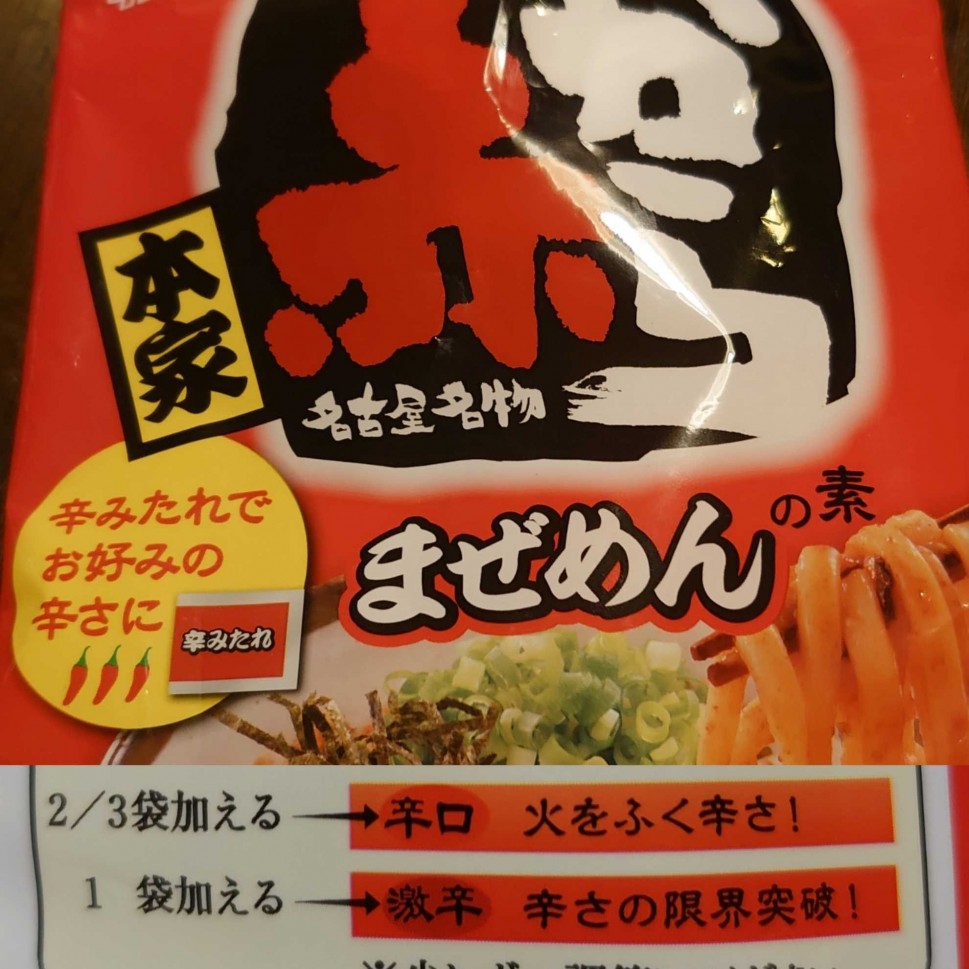 赤から
本家
名古屋名物
まぜめんの素
辛みたれで
お好みの
辛さに
辛みたれ
2/3袋加える→辛口 火をふく辛さ!
1 袋加える→激辛 辛さの限界突破!